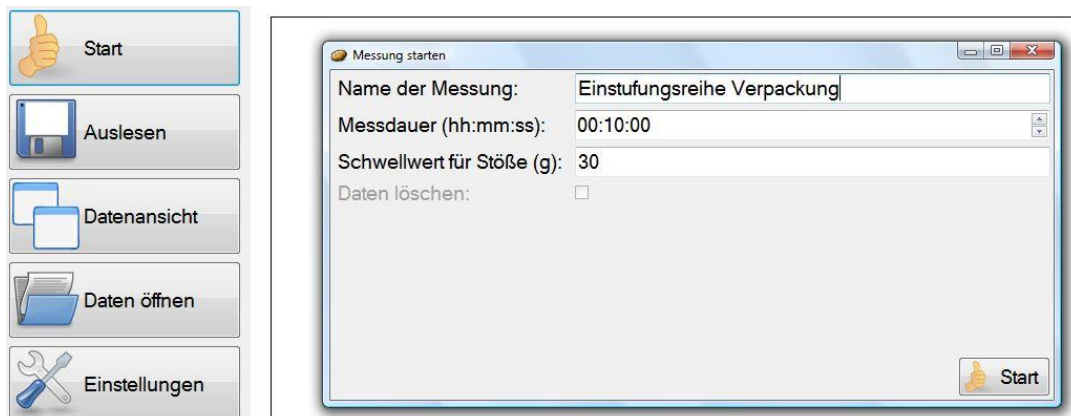 Start
Auslesen
Datenansicht
Daten öffnen
Einstellungen
Messung starten
Name der Messung: Einstufungsreihe Verpackung
Messdauer (hh:mm:ss): 00:10:00
Schwellwert für Stöße (g): 30
Daten löschen:
Start